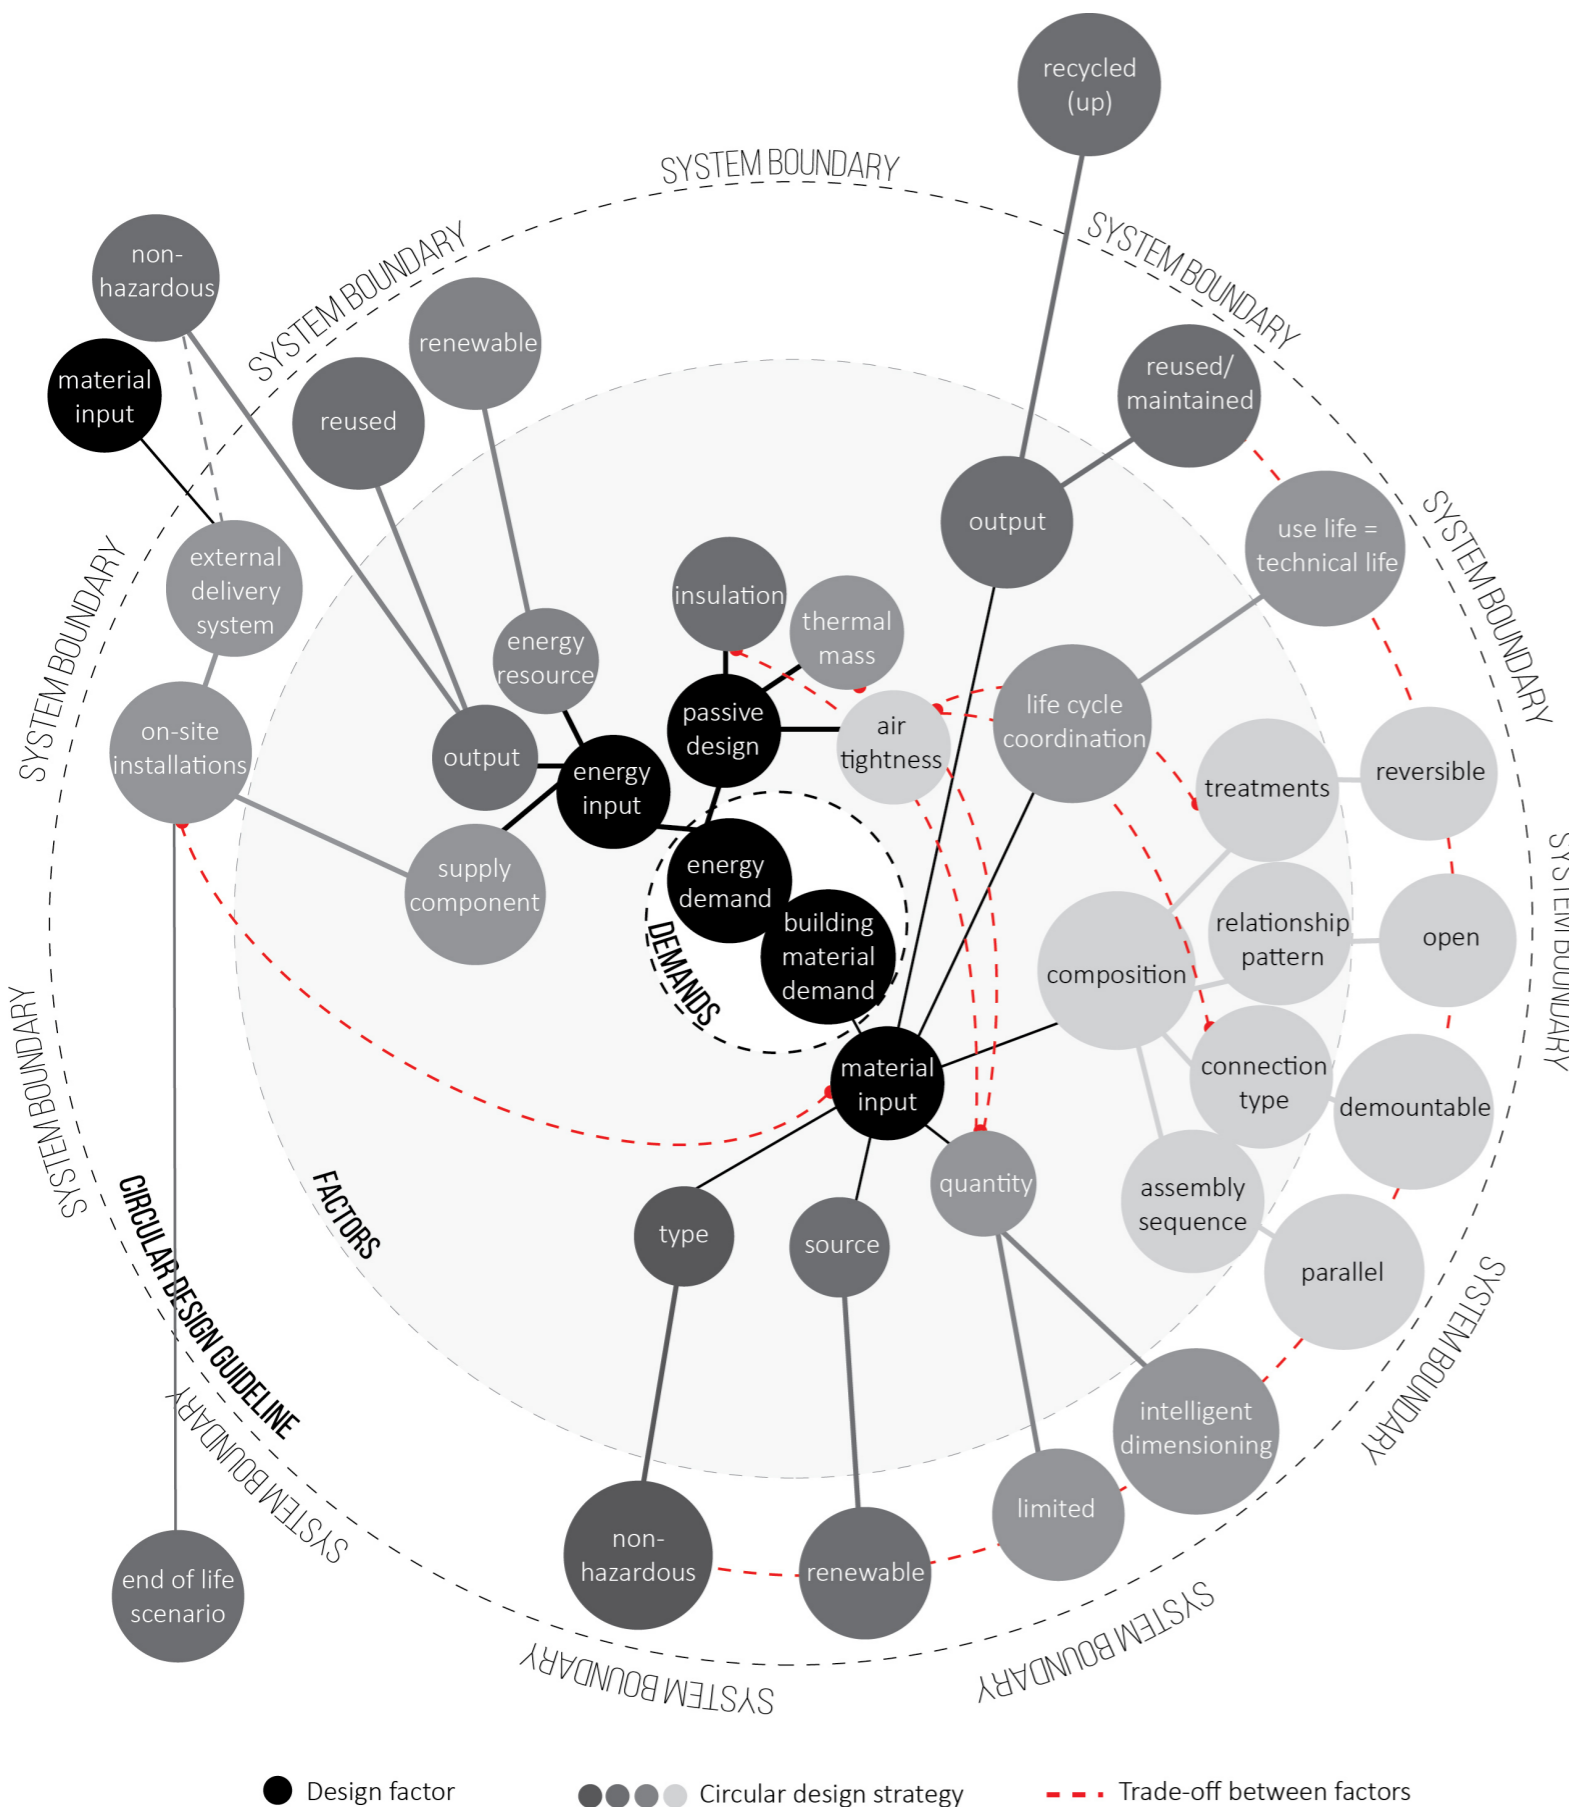 recycled
(up)
SYSTEM BOUNDARY
SYSTEM BOUNDARY
SYSTEM BOUNDARY
non-
hazardous
renewable
material
input
reused
reused/
maintained
output
use life =
technical life
SYSTEM BOUNDARY
SYSTEM BOUNDARY
external
delivery
system
insulation
thermal
mass
energy
resource
on-site
installations
output
energy
input
passive
design
air
tightness
life cycle
coordination
treatments
reversible
supply
component
energy
demand
building
material
demand
DEMANDS
composition
relationship
pattern
open
SYSTEM BOUNDARY
SYSTEM BOUNDARY
material
input
connection
type
demountable
quantity
assembly
sequence
parallel
type
source
FACTORS
CIRCULAR DESIGN GUIDELINE
SYSTEM BOUNDARY
SYSTEM BOUNDARY
intelligent
dimensioning
limited
non-
hazardous
renewable
end of life
scenario
SYSTEM BOUNDARY
SYSTEM BOUNDARY
Design factor
Circular design strategy
Trade-off between factors